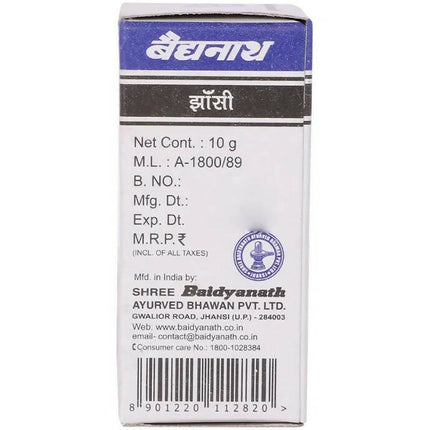 बैद्यनाथ
झाँसी
Net Cont. : 10 g
M.L. : A-1800/89
B. NO.:
Mfg. Dt.:
Exp. Dt.
M.R.P.₹
(INCL. OF ALL TAXES)
Mfd. in India by:
SHREE Baidyanath
AYURVED BHAWAN PVT. LTD.
GWALIOR ROAD, JHANSI (U.P.) - 284003
Web: www.baidyanath.co.in
email- contact@baidyanath.co.in
Consumer care No.: 1800-1028384
8 901220 112820 >